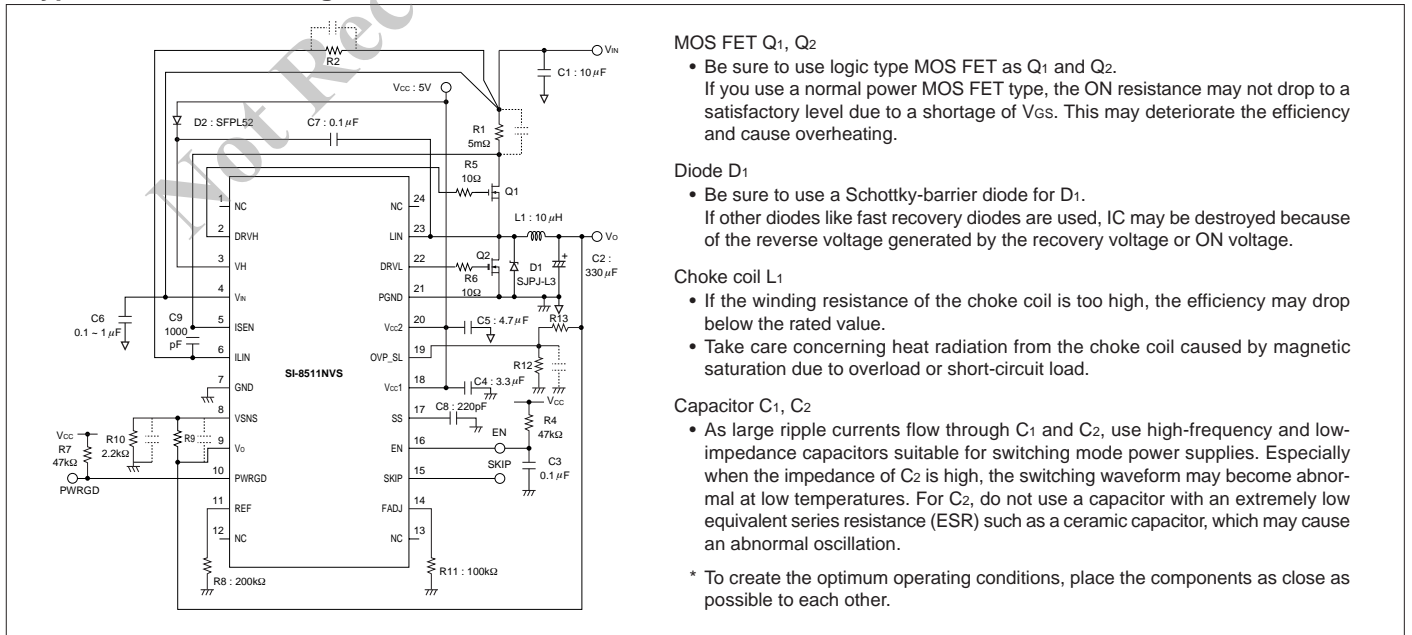 Not Rec
R2
VIN
C1 : 10 μF
Vcc : 5V
D2 : SFPL52
C7 : 0.1 μF
R1
5mΩ
R5
10Ω
Q1
1
NC
2
DRVH
3
VH
4
VIN
5
ISEN
6
ILIN
7
GND
8
VSNS
9
Vo
10
PWRGD
11
REF
12
NC
SI-8511NVS
24
NC
23
LIN
22
DRVL
21
PGND
20
Vcc2
19
OVP_SL
18
Vcc1
17
SS
16
EN
15
SKIP
14
FADJ
13
NC
L1 : 10 μH
Vo
Q2
R6
10Ω
D1
SJPJ-L3
+
C2 :
330 μF
C6
0.1 ~ 1 μF
C9
1000
pF
C5 : 4.7 μF
R13
R12
C4 : 3.3 μF
C8 : 220pF
Vcc
R4
47kΩ
EN
SKIP
C3
0.1 μF
Vcc
R7
47kΩ
R10
2.2kΩ
R9
PWRGD
R8 : 200kΩ
R11 : 100kΩ
MOS FET Q1, Q2
• Be sure to use logic type MOS FET as Q1 and Q2.
If you use a normal power MOS FET type, the ON resistance may not drop to a
satisfactory level due to a shortage of VGS. This may deteriorate the efficiency
and cause overheating.
Diode D1
• Be sure to use a Schottky-barrier diode for D1.
If other diodes like fast recovery diodes are used, IC may be destroyed because
of the reverse voltage generated by the recovery voltage or ON voltage.
Choke coil L1
• If the winding resistance of the choke coil is too high, the efficiency may drop
below the rated value.
• Take care concerning heat radiation from the choke coil caused by magnetic
saturation due to overload or short-circuit load.
Capacitor C1, C2
• As large ripple currents flow through C1 and C2, use high-frequency and low-
impedance capacitors suitable for switching mode power supplies. Especially
when the impedance of C2 is high, the switching waveform may become abnor-
mal at low temperatures. For C2, do not use a capacitor with an extremely low
equivalent series resistance (ESR) such as a ceramic capacitor, which may cause
an abnormal oscillation.
* To create the optimum operating conditions, place the components as close as
possible to each other.